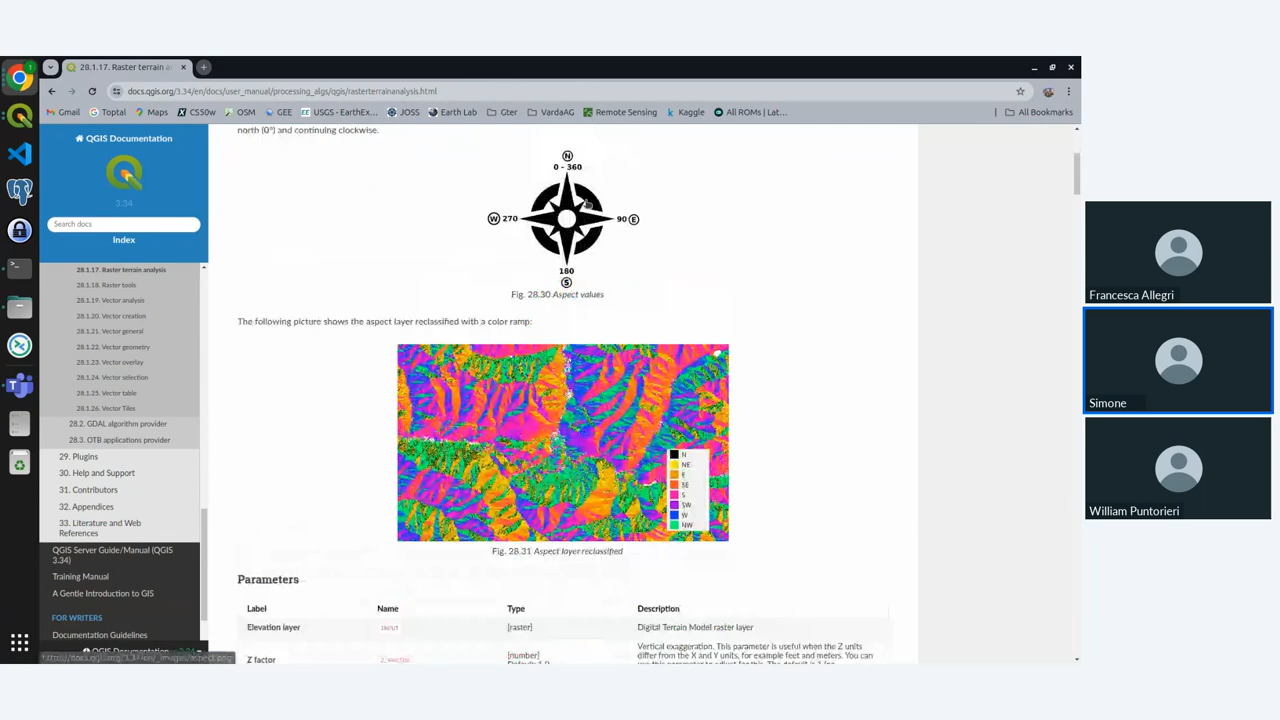 28.1.17. Raster terrain a
docs.qgis.org/3.34/en/docs/user_manual/processing_algs/qgis/rasterterrainanalysis.html
Gmail
Toptal
Maps
CS50w
OSM
GEE
USGS - EarthEx...
JOSS
Earth Lab
Gter
VardaAG
Remote Sensing
Kaggle
All ROMs | Lat...
All Bookmarks
QGIS Documentation
3.34
Search docs
Index
28.1.17. Raster terrain analysis
28.1.18. Raster tools
28.1.19. Vector analysis
28.1.20. Vector creation
28.1.21. Vector general
28.1.22. Vector geometry
28.1.23. Vector overlay
28.1.24. Vector selection
28.1.25. Vector table
28.1.26. Vector Tiles
28.2. GDAL algorithm provider
28.3. OTB applications provider
29. Plugins
30. Help and Support
31. Contributors
32. Appendices
33. Literature and Web
References
QGIS Server Guide/Manual (QGIS
3.34)
Training Manual
A Gentle Introduction to GIS
FOR WRITERS
Documentation Guidelines
QGIS Documentation
north (0°) and continuing clockwise.
N
0 - 360
W 270
90 E
180
S
Fig. 28.30 Aspect values
The following picture shows the aspect layer reclassified with a color ramp:
N
NE
E
SE
S
SW
W
NW
Fig. 28.31 Aspect layer reclassified
Parameters
Label Name Type Description
Elevation layer INPUT [raster] Digital Terrain Model raster layer
Z factor Z_FACTOR [number] Vertical exaggeration. This parameter is useful when the Z units
differ from the X and Y units, for example feet and meters. You can
Francesca Allegri
Simone
William Puntorieri